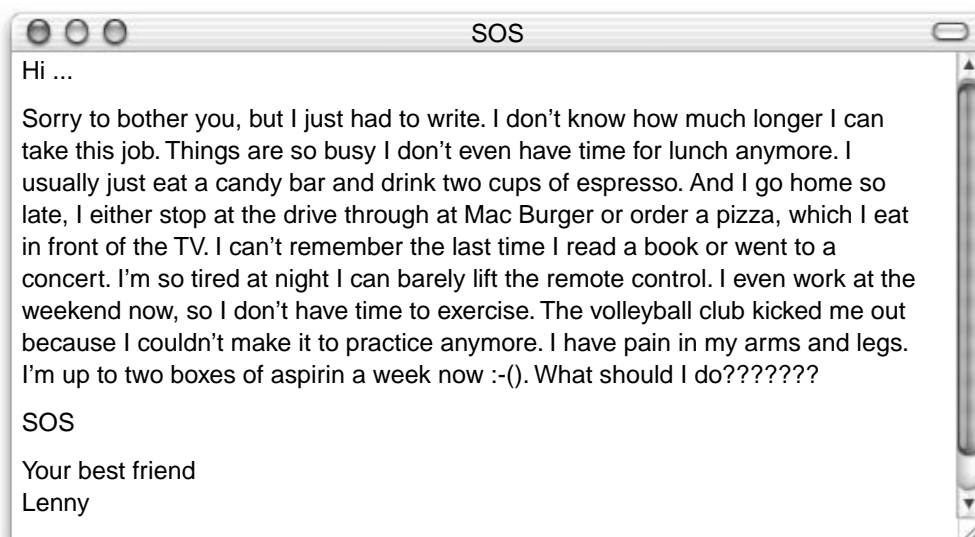 SOS
Hi ...
Sorry to bother you, but I just had to write. I don’t know how much longer I can
take this job. Things are so busy I don’t even have time for lunch anymore. I
usually just eat a candy bar and drink two cups of espresso. And I go home so
late, I either stop at the drive through at Mac Burger or order a pizza, which I eat
in front of the TV. I can’t remember the last time I read a book or went to a
concert. I’m so tired at night I can barely lift the remote control. I even work at the
weekend now, so I don’t have time to exercise. The volleyball club kicked me out
because I couldn’t make it to practice anymore. I have pain in my arms and legs.
I’m up to two boxes of aspirin a week now :-(). What should I do???????
SOS
Your best friend
Lenny